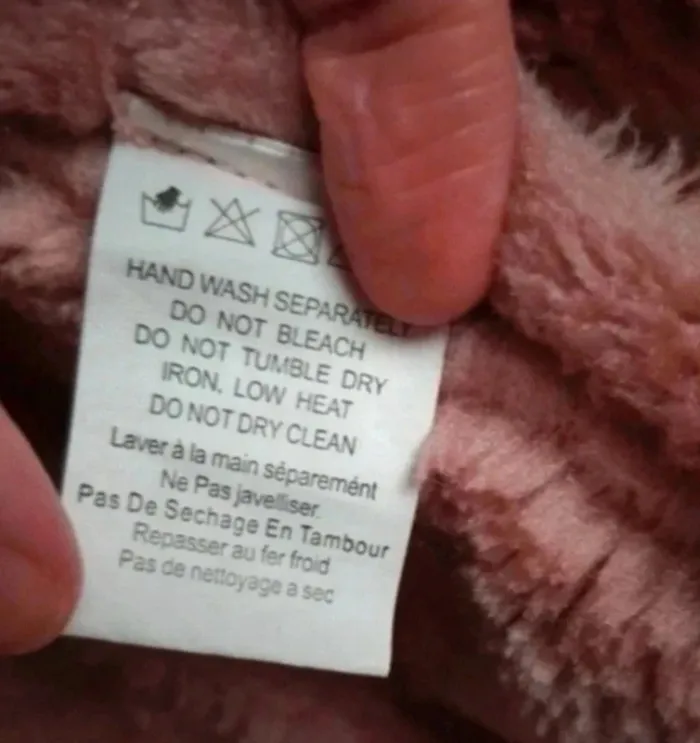 HAND WASH SEPARATELY
DO NOT BLEACH
DO NOT TUMBLE DRY
IRON, LOW HEAT
DO NOT DRY CLEAN
Laver à la main séparemént
Ne Pas javelliser.
Pas De Sechage En Tambour
Repasser au fer froid
Pas de nettoyage a sec